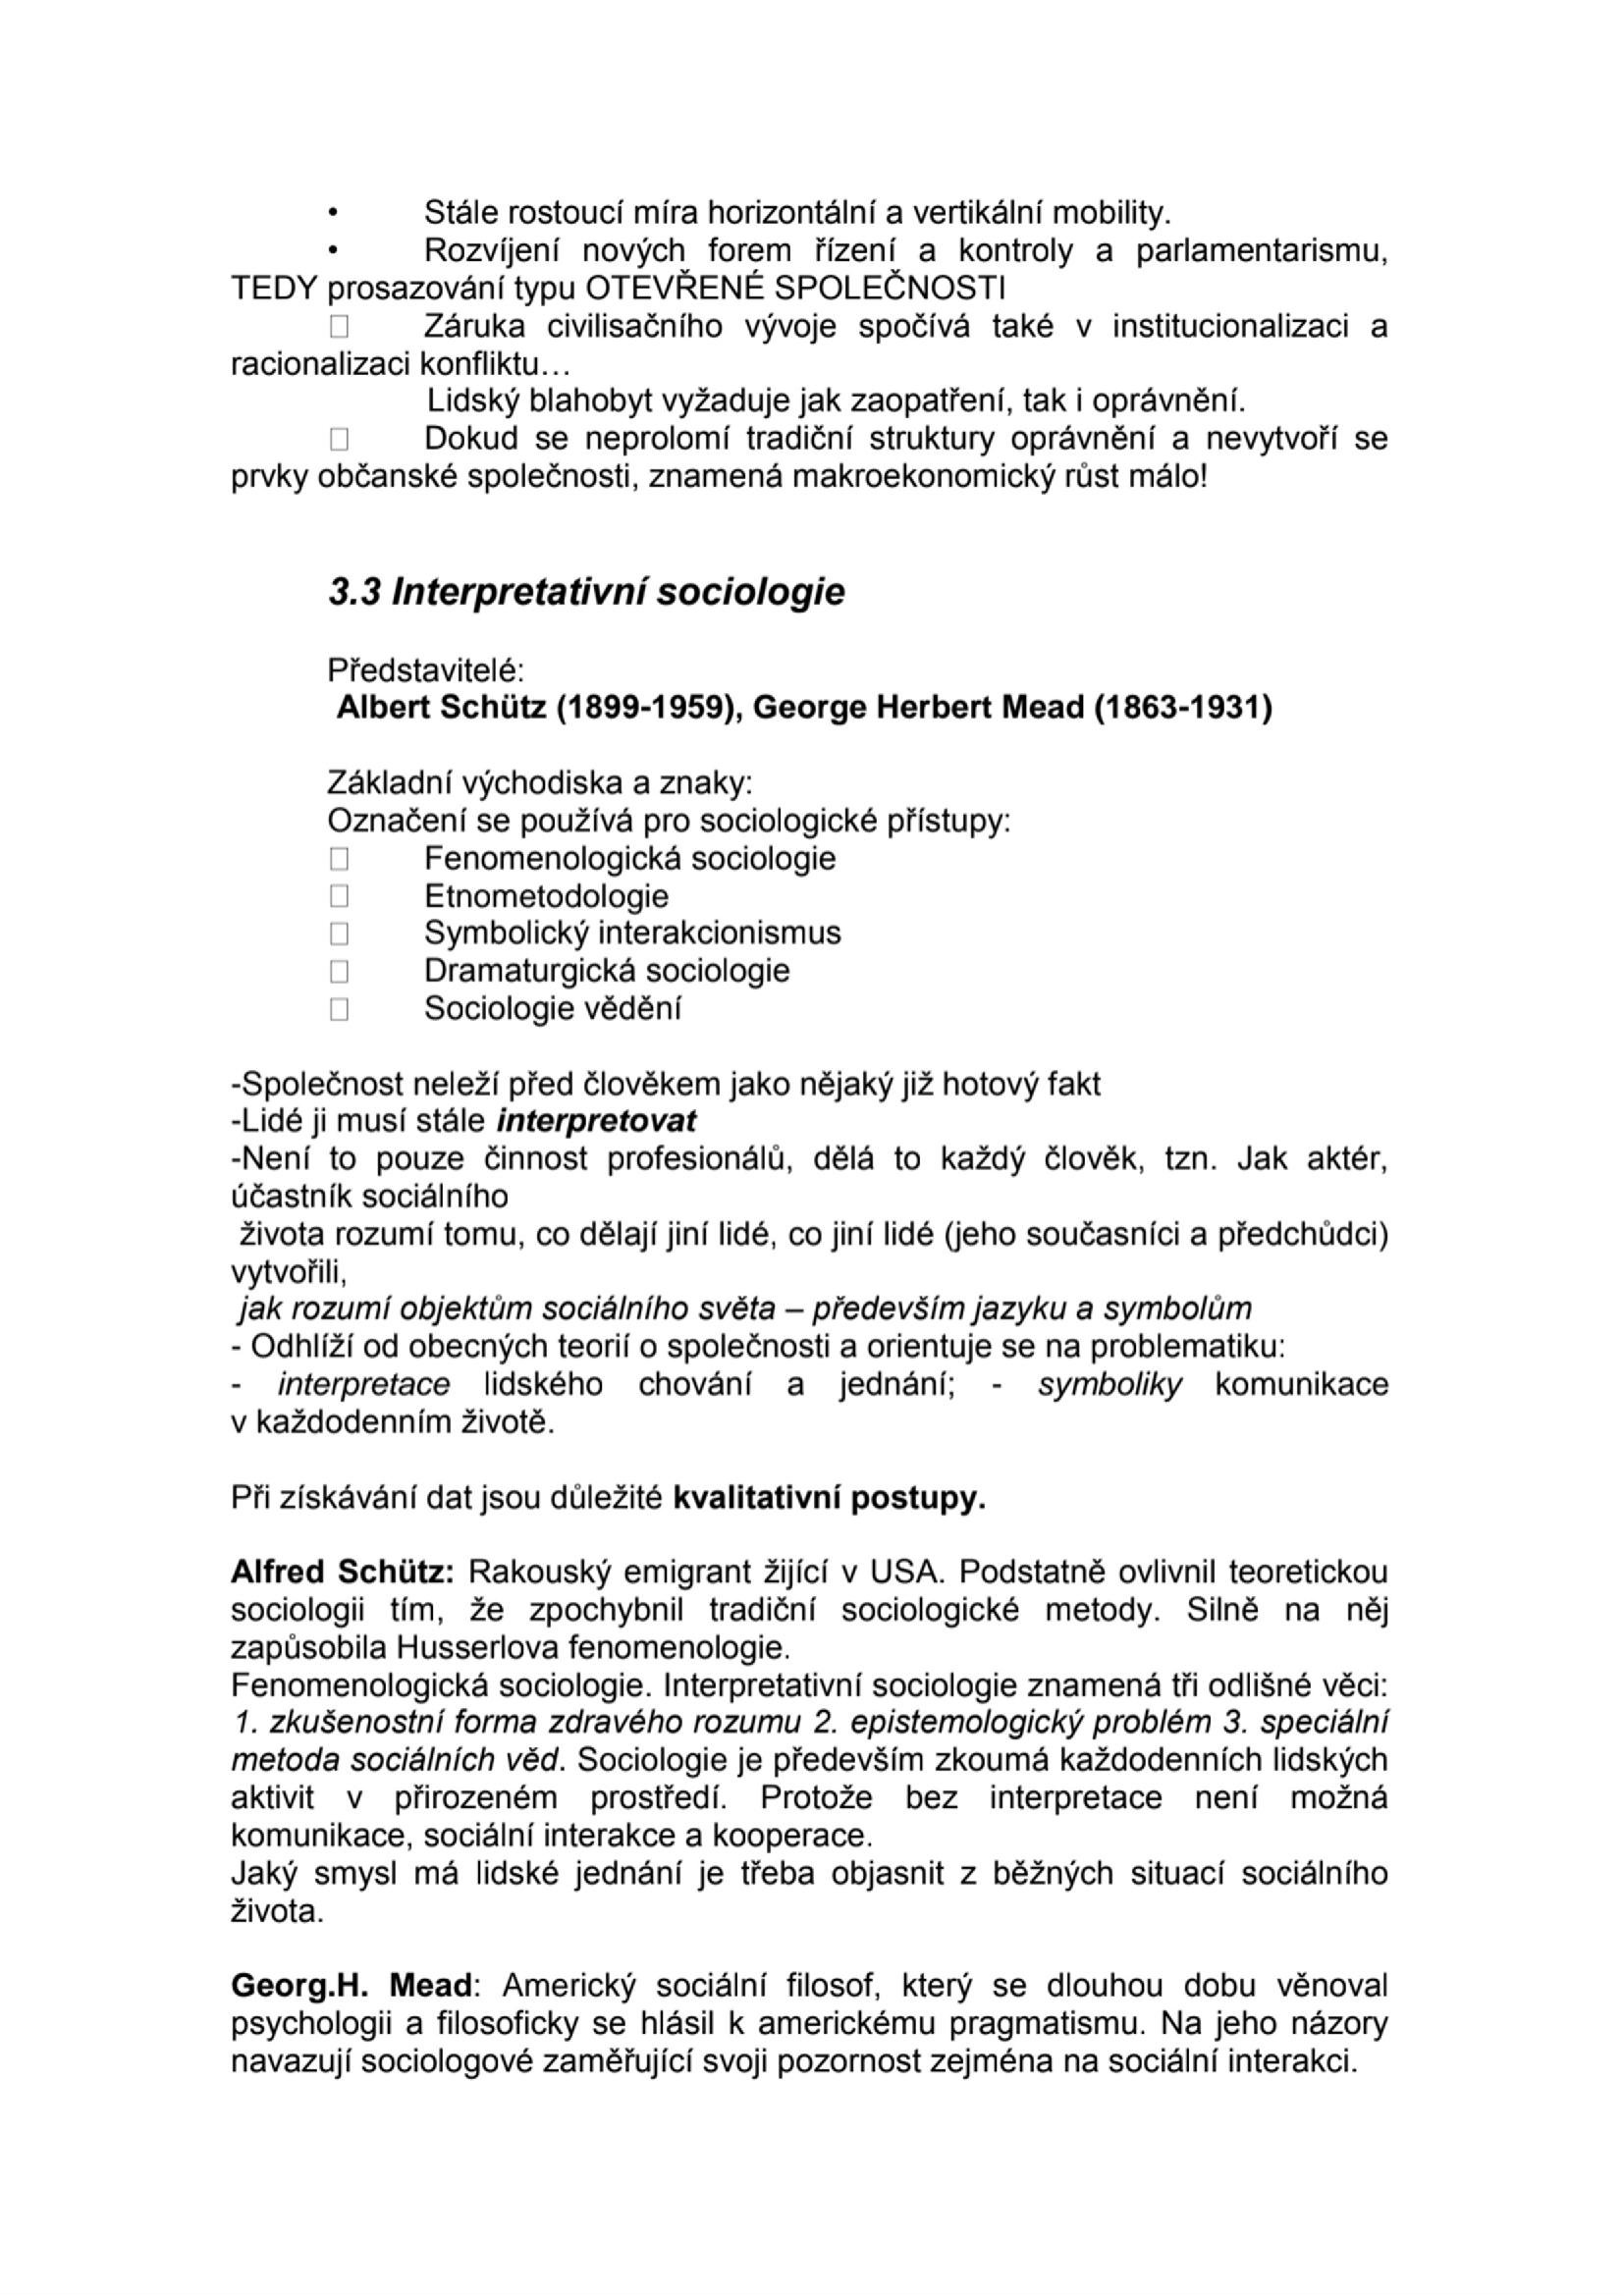 • Stále rostoucí míra horizontální a vertikální mobility.
• Rozvíjení nových forem řízení a kontroly a parlamentarismu,
TEDY prosazování typu OTEVŘENÉ SPOLEČNOSTI
□ Záruka civilisačního vývoje spočívá také v institucionalizaci a
racionalizaci konfliktu…
Lidský blahobyt vyžaduje jak zaopatření, tak i oprávnění.
□ Dokud se neprolomí tradiční struktury oprávnění a nevytvoří se
prvky občanské společnosti, znamená makroekonomický růst málo!
3.3 Interpretativní sociologie
Představitelé:
Albert Schütz (1899-1959), George Herbert Mead (1863-1931)
Základní východiska a znaky:
Označení se používá pro sociologické přístupy:
□ Fenomenologická sociologie
□ Etnometodologie
□ Symbolický interakcionismus
□ Dramaturgická sociologie
□ Sociologie vědění
-Společnost neleží před člověkem jako nějaký již hotový fakt
-Lidé ji musí stále interpretovat
-Není to pouze činnost profesionálů, dělá to každý člověk, tzn. Jak aktér,
účastník sociálního
života rozumí tomu, co dělají jiní lidé, co jiní lidé (jeho současníci a předchůdci)
vytvořili,
jak rozumí objektům sociálního světa – především jazyku a symbolům
- Odhlíží od obecných teorií o společnosti a orientuje se na problematiku:
- interpretace lidského chování a jednání; - symboliky komunikace
v každodenním životě.
Při získávání dat jsou důležité kvalitativní postupy.
Alfred Schütz: Rakouský emigrant žijící v USA. Podstatně ovlivnil teoretickou
sociologii tím, že zpochybnil tradiční sociologické metody. Silně na něj
zapůsobila Husserlova fenomenologie.
Fenomenologická sociologie. Interpretativní sociologie znamená tři odlišné věci:
1. zkušenostní forma zdravého rozumu 2. epistemologický problém 3. speciální
metoda sociálních věd. Sociologie je především zkoumá každodenních lidských
aktivit v přirozeném prostředí. Protože bez interpretace není možná
komunikace, sociální interakce a kooperace.
Jaký smysl má lidské jednání je třeba objasnit z běžných situací sociálního
života.
Georg.H. Mead: Americký sociální filosof, který se dlouhou dobu věnoval
psychologii a filosoficky se hlásil k americkému pragmatismu. Na jeho názory
navazují sociologové zaměřující svoji pozornost zejména na sociální interakci.